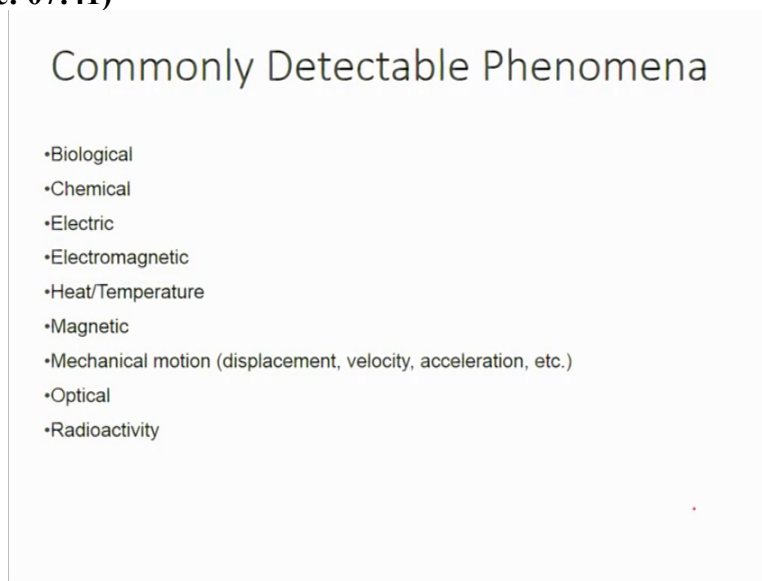 Commonly Detectable Phenomena
•Biological
•Chemical
•Electric
•Electromagnetic
•Heat/Temperature
•Magnetic
•Mechanical motion (displacement, velocity, acceleration, etc.)
•Optical
•Radioactivity